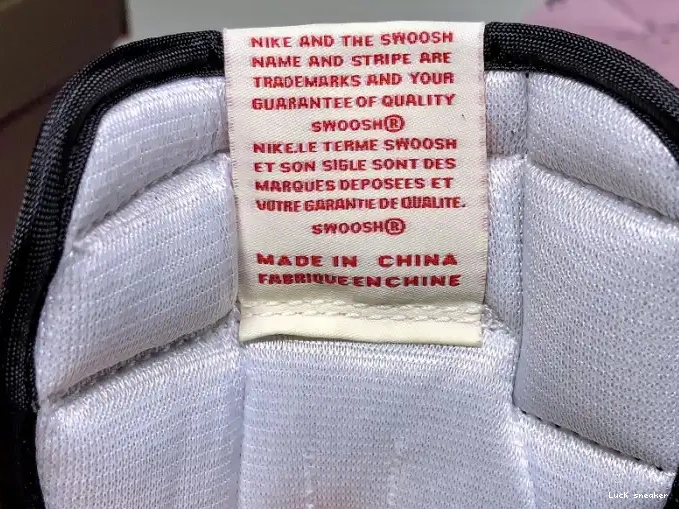 NIKE AND THE SWOOSH
NAME AND STRIPE ARE
TRADEMARKS AND YOUR
GUARANTEE OF QUALITY
SWOOSH®
NIKE.LE TERME SWOOSH
ET SON SIGLE SONT DES
MARQUES DEPOSEES ET
VOTRE GARANTIE DE QUALITE.
SWOOSH®
MADE IN CHINA
FABRIQUE EN CHINE
Luck sneaker